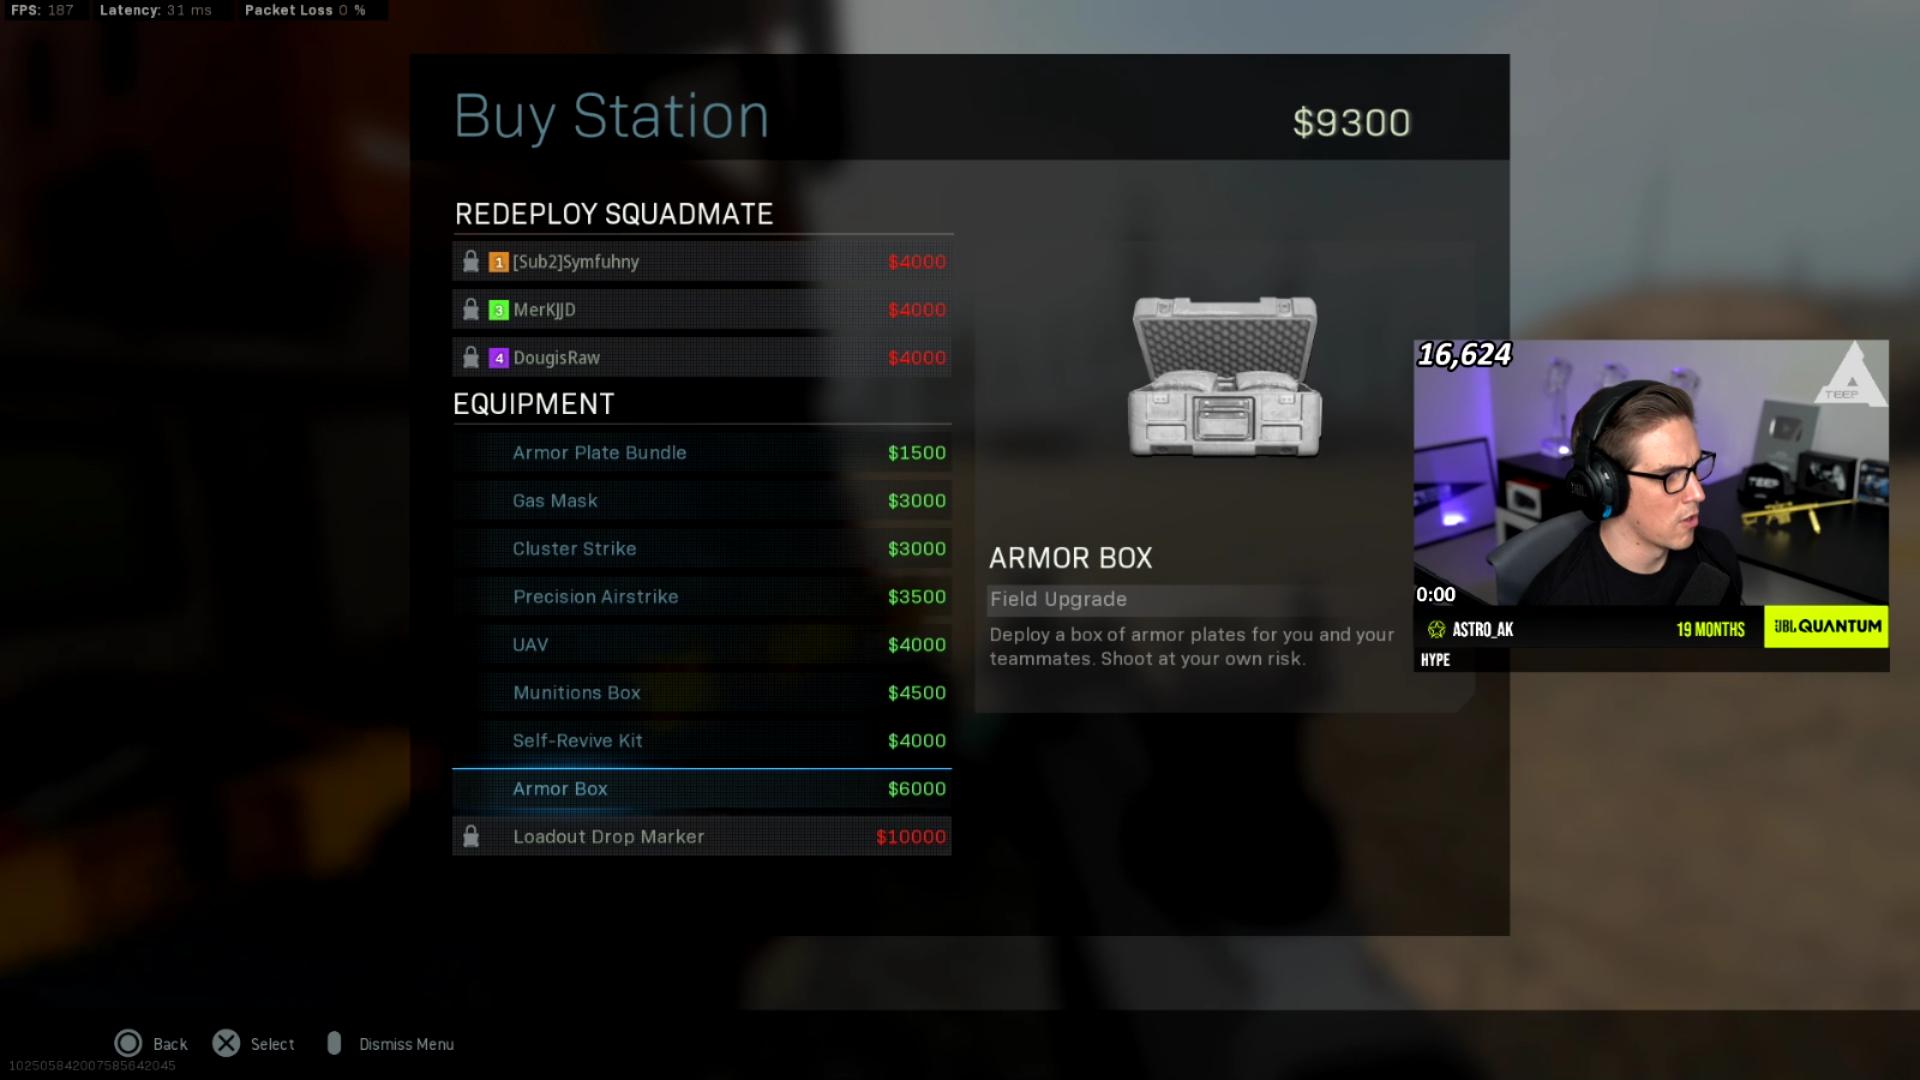 FPS: 187 Latency: 31 ms Packet Loss 0 %
Buy Station
$9300
REDEPLOY SQUADMATE
1 [Sub2]Symfuhny $4000
3 MerKJJD $4000
4 DougisRaw $4000
EQUIPMENT
Armor Plate Bundle $1500
Gas Mask $3000
Cluster Strike $3000
Precision Airstrike $3500
UAV $4000
Munitions Box $4500
Self-Revive Kit $4000
Armor Box $6000
Loadout Drop Marker $10000
ARMOR BOX
Field Upgrade
Deploy a box of armor plates for you and your
teammates. Shoot at your own risk.
16,624
TEEP
TEEP
0:00
ASTRO_AK 19 MONTHS JBL QUANTUM
HYPE
Back Select Dismiss Menu
102505842007585642045